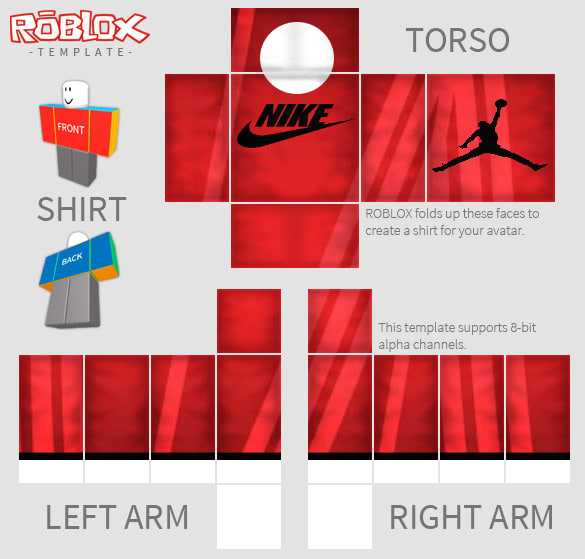 ROBLOX
-TEMPLATE-
TORSO
FRONT
NIKE
SHIRT
ROBLOX folds up these faces to
create a shirt for your avatar.
BACK
This template supports 8-bit
alpha channels.
LEFT ARM
RIGHT ARM